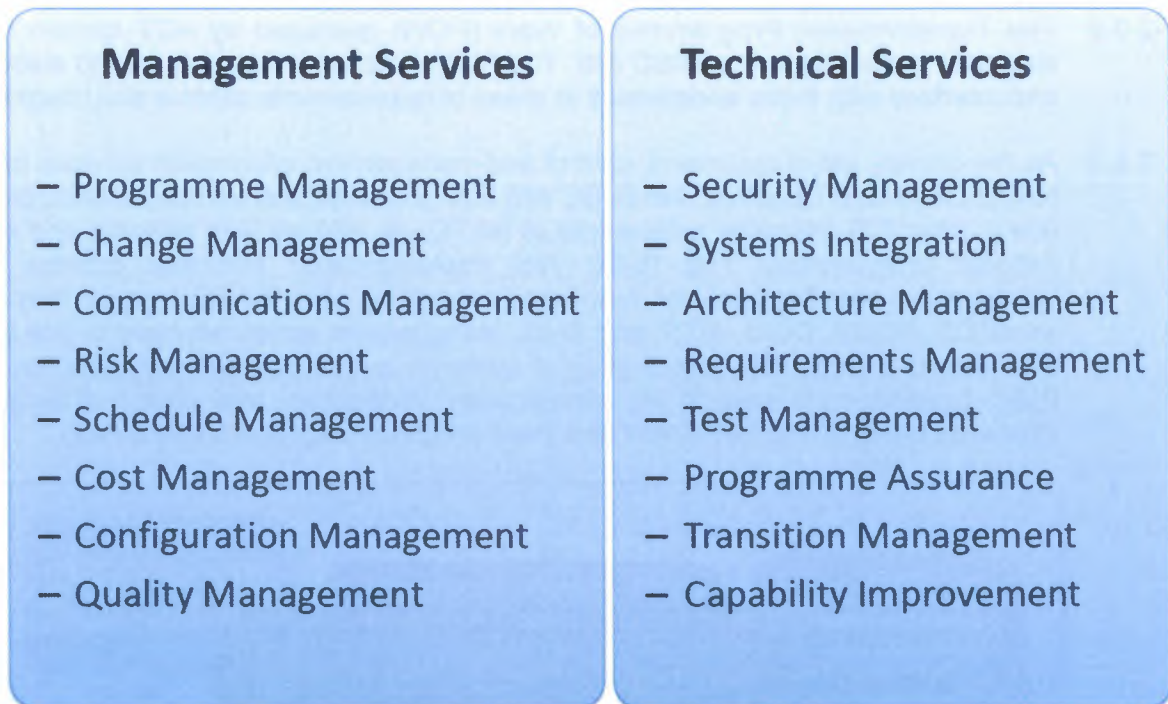 Management Services
– Programme Management
– Change Management
– Communications Management
– Risk Management
– Schedule Management
– Cost Management
– Configuration Management
– Quality Management
Technical Services
– Security Management
– Systems Integration
– Architecture Management
– Requirements Management
– Test Management
– Programme Assurance
– Transition Management
– Capability Improvement